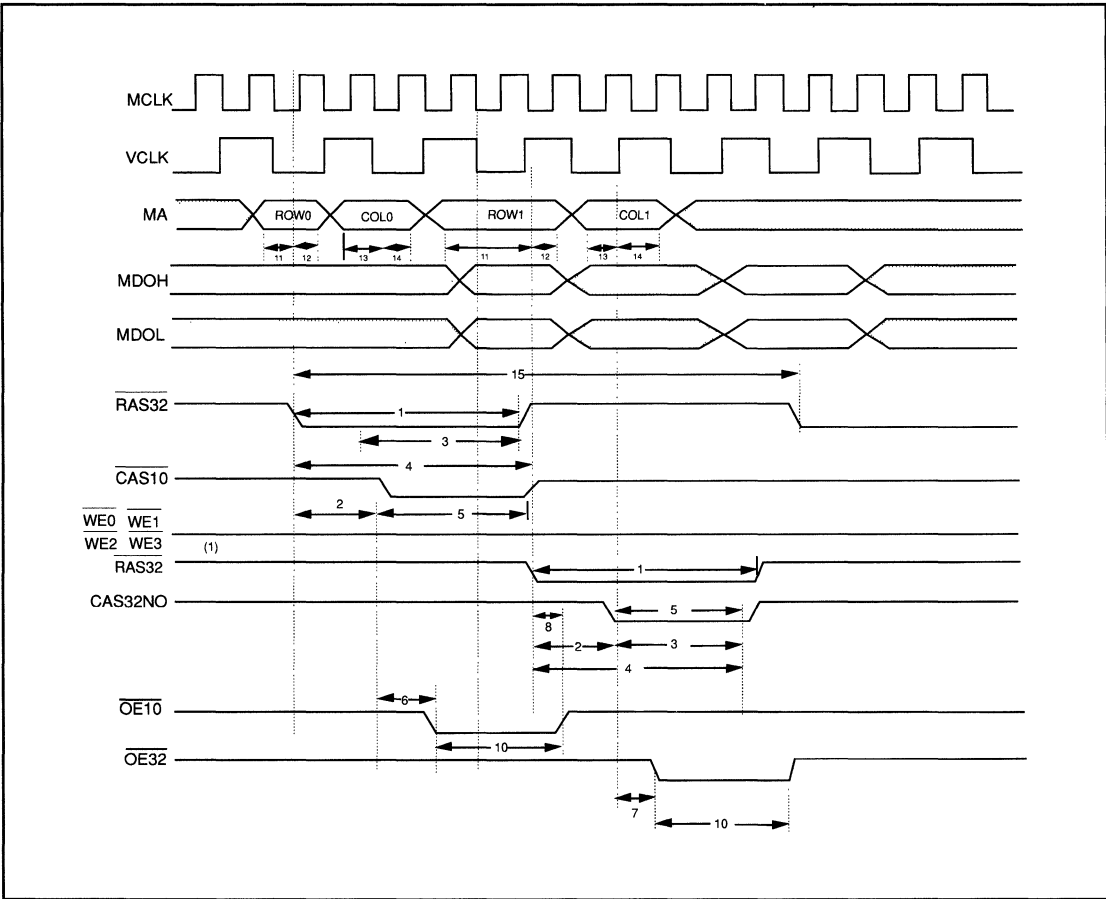 MCLK
VCLK
MA ROW0 COL0 ROW1 COL1
11 12 13 14 11 12 13 14
MDOH
MDOL
15
RAS32 1
3
4
CAS10
2 5
WE0 WE1
WE2 WE3 (1)
RAS32 1
CAS32NO 5
8
2 3
4
6
OE10
10
OE32
7
10